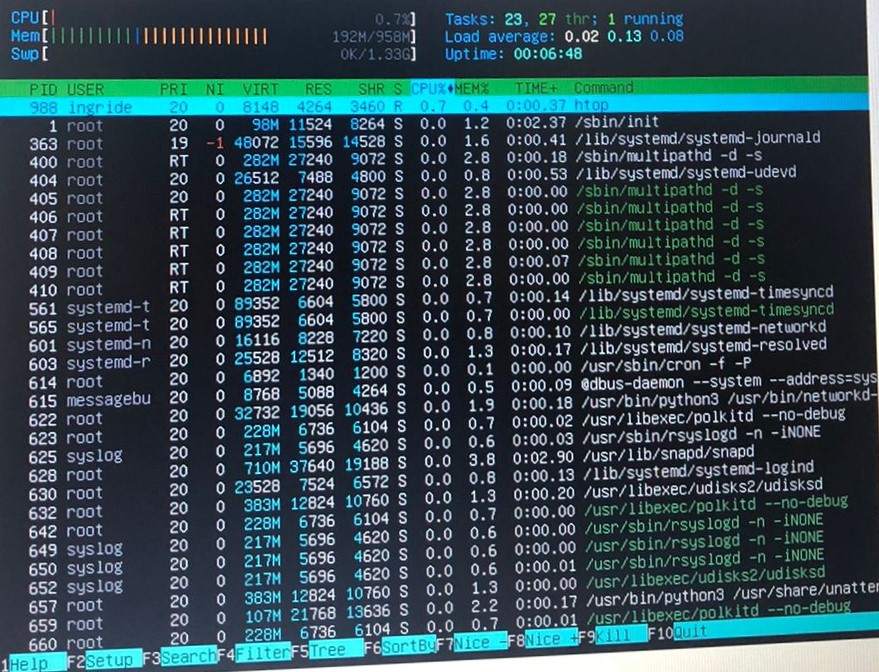 CPU[| 0.7%] Tasks: 23, 27 thr; 1 running
Mem[|||||||||||||||||||||||| 192M/958M] Load average: 0.02 0.13 0.08
Swp[ 0K/1.33G] Uptime: 00:06:48
PID USER PRI NI VIRT RES SHR S CPU% MEM% TIME+ Command
988 ingride 20 0 8148 4264 3460 R 0.7 0.4 0:00.37 htop
1 root 20 0 98M 11524 8264 S 0.0 1.2 0:02.37 /sbin/init
363 root 19 -1 48072 15596 14528 S 0.0 1.6 0:00.41 /lib/systemd/systemd-journald
400 root RT 0 282M 27240 9072 S 0.0 2.8 0:00.18 /sbin/multipathd -d -s
404 root 20 0 26512 7488 4800 S 0.0 0.8 0:00.53 /lib/systemd/systemd-udevd
405 root 20 0 282M 27240 9072 S 0.0 2.8 0:00.00 /sbin/multipathd -d -s
406 root RT 0 282M 27240 9072 S 0.0 2.8 0:00.00 /sbin/multipathd -d -s
407 root RT 0 282M 27240 9072 S 0.0 2.8 0:00.00 /sbin/multipathd -d -s
408 root RT 0 282M 27240 9072 S 0.0 2.8 0:00.00 /sbin/multipathd -d -s
409 root RT 0 282M 27240 9072 S 0.0 2.8 0:00.07 /sbin/multipathd -d -s
410 root RT 0 282M 27240 9072 S 0.0 2.8 0:00.00 /sbin/multipathd -d -s
561 systemd-t 20 0 89352 6604 5800 S 0.0 0.7 0:00.14 /lib/systemd/systemd-timesyncd
565 systemd-t 20 0 89352 6604 5800 S 0.0 0.7 0:00.00 /lib/systemd/systemd-timesyncd
601 systemd-n 20 0 16116 8228 7220 S 0.0 0.8 0:00.10 /lib/systemd/systemd-networkd
603 systemd-r 20 0 25528 12512 8320 S 0.0 1.3 0:00.17 /lib/systemd/systemd-resolved
614 root 20 0 6892 1340 1200 S 0.0 0.1 0:00.00 /usr/sbin/cron -f -P
615 messagebu 20 0 8768 5088 4264 S 0.0 0.5 0:00.09 @dbus-daemon --system --address=sys
622 root 20 0 32732 19056 10436 S 0.0 1.9 0:00.18 /usr/bin/python3 /usr/bin/networkd-
623 root 20 0 228M 6736 6104 S 0.0 0.7 0:00.02 /usr/libexec/polkitd --no-debug
625 syslog 20 0 217M 5696 4620 S 0.0 0.6 0:00.03 /usr/sbin/rsyslogd -n -iNONE
628 root 20 0 710M 37640 19188 S 0.0 3.8 0:02.90 /usr/lib/snapd/snapd
630 root 20 0 23528 7524 6572 S 0.0 0.8 0:00.13 /lib/systemd/systemd-logind
632 root 20 0 383M 12824 10760 S 0.0 1.3 0:00.20 /usr/libexec/udisks2/udisksd
642 root 20 0 228M 6736 6104 S 0.0 0.7 0:00.00 /usr/libexec/polkitd --no-debug
649 syslog 20 0 217M 5696 4620 S 0.0 0.6 0:00.00 /usr/sbin/rsyslogd -n -iNONE
650 syslog 20 0 217M 5696 4620 S 0.0 0.6 0:00.00 /usr/sbin/rsyslogd -n -iNONE
652 syslog 20 0 217M 5696 4620 S 0.0 0.6 0:00.01 /usr/sbin/rsyslogd -n -iNONE
657 root 20 0 383M 12824 10760 S 0.0 1.3 0:00.00 /usr/libexec/udisks2/udisksd
659 root 20 0 107M 21768 13636 S 0.0 2.2 0:00.17 /usr/bin/python3 /usr/share/unatten
660 root 20 0 228M 6736 6104 S 0.0 0.7 0:00.01 /usr/libexec/polkitd --no-debug
1Help F2Setup F3Search F4Filter F5Tree F6SortBy F7Nice - F8Nice + F9Kill F10Quit